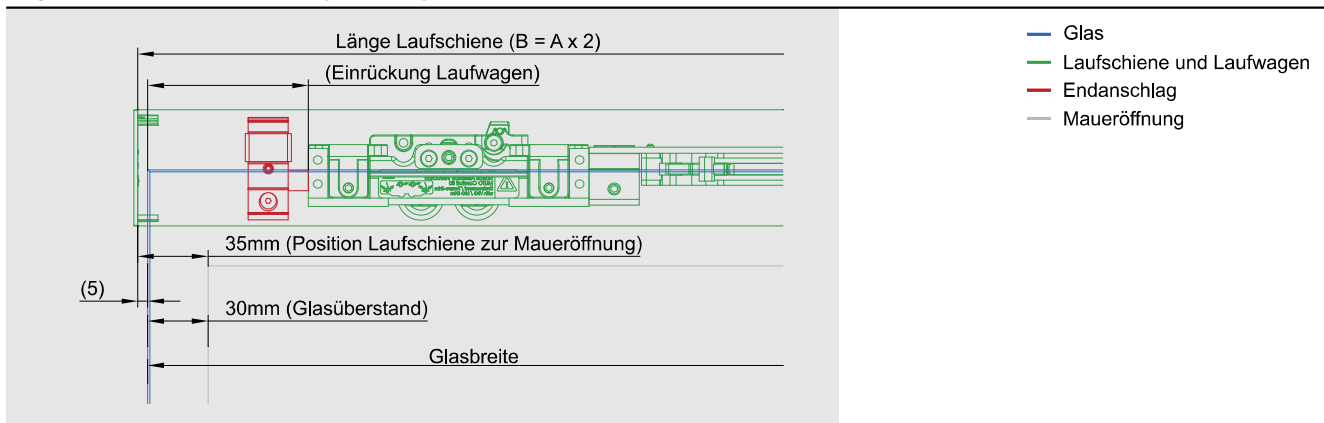 Länge Laufschiene (B = A x 2)
(Einrückung Laufwagen)
35mm (Position Laufschiene zur Maueröffnung)
(5)
30mm (Glasüberstand)
Glasbreite
Glas
Laufschiene und Laufwagen
Endanschlag
Maueröffnung